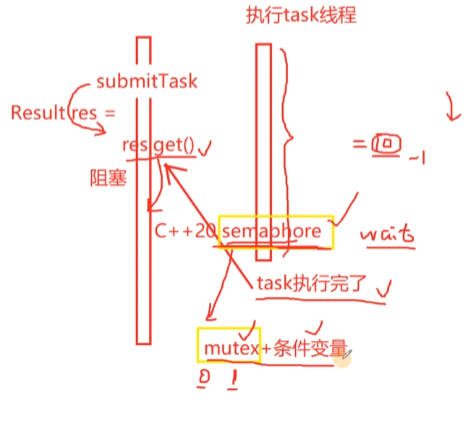 执行task线程
submitTask
Result res =
res.get()
阻塞
= 0 -1
C++20 semaphore
wait
task执行完了
mutex+条件变量
0 1